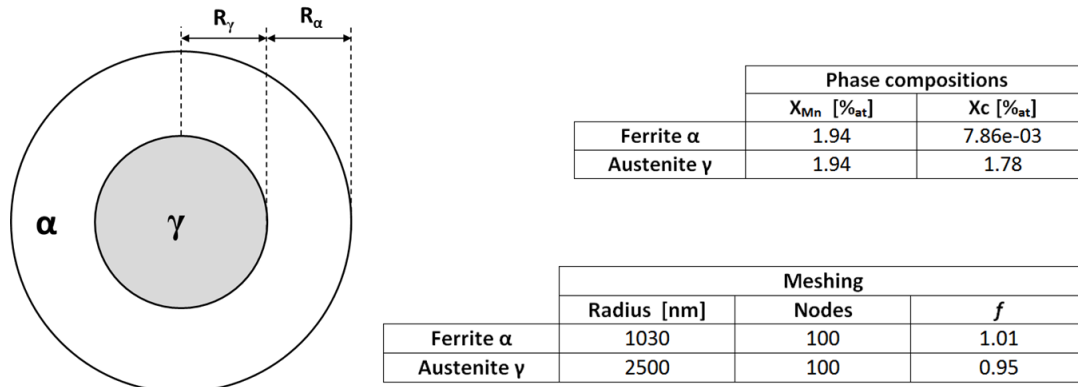 Rγ Rα
α γ
Phase compositions
X_Mn [%at] Xc [%at]
Ferrite α 1.94 7.86e-03
Austenite γ 1.94 1.78
Meshing
Radius [nm] Nodes f
Ferrite α 1030 100 1.01
Austenite γ 2500 100 0.95